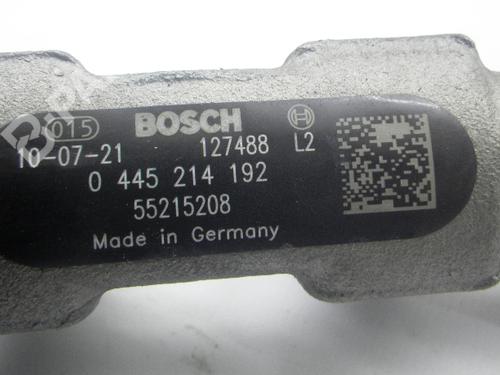 015 BOSCH
10-07-21 127488 L2
0 445 214 192
55215208
Made in Germany